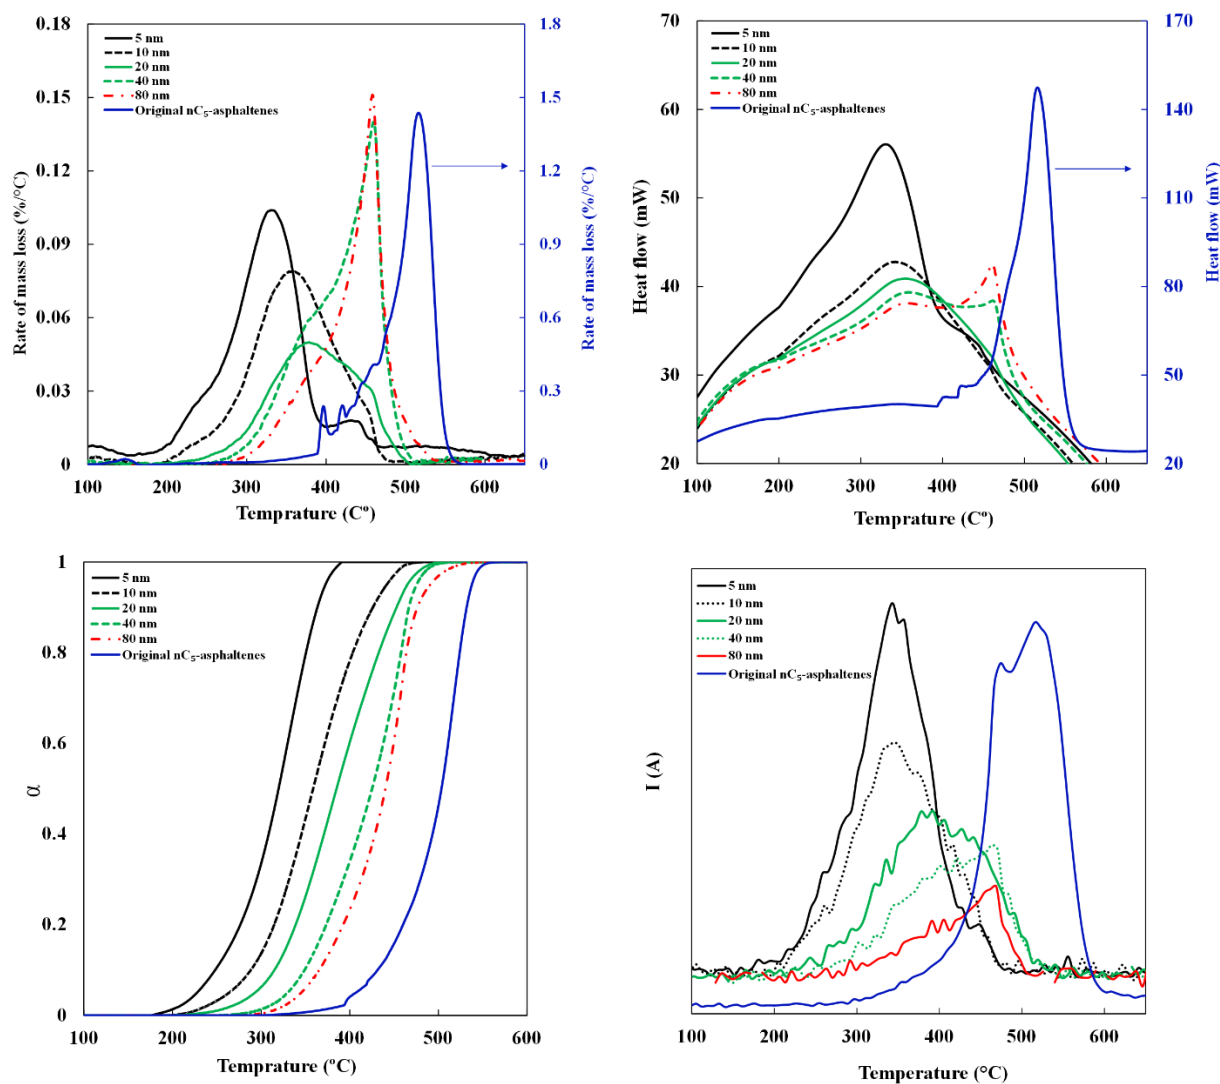 0.18
0.15
0.12
0.09
0.06
0.03
0
Rate of mass loss (%/°C)
5 nm
10 nm
20 nm
40 nm
80 nm
Original nC5-asphaltenes
1.8
1.5
1.2
0.9
0.6
0.3
0
Rate of mass loss (%/°C)
100 200 300 400 500 600
Temprature (Cº)
70
60
50
40
30
20
Heat flow (mW)
5 nm
10 nm
20 nm
40 nm
80 nm
Original nC5-asphaltenes
170
140
110
80
50
20
Heat flow (mW)
100 200 300 400 500 600
Temprature (Cº)
1
0.8
0.6
0.4
0.2
0
α
5 nm
10 nm
20 nm
40 nm
80 nm
Original nC5-asphaltenes
100 200 300 400 500 600
Temprature (ºC)
I (A)
5 nm
10 nm
20 nm
40 nm
80 nm
Original nC5-asphaltenes
100 200 300 400 500 600
Temperature (°C)